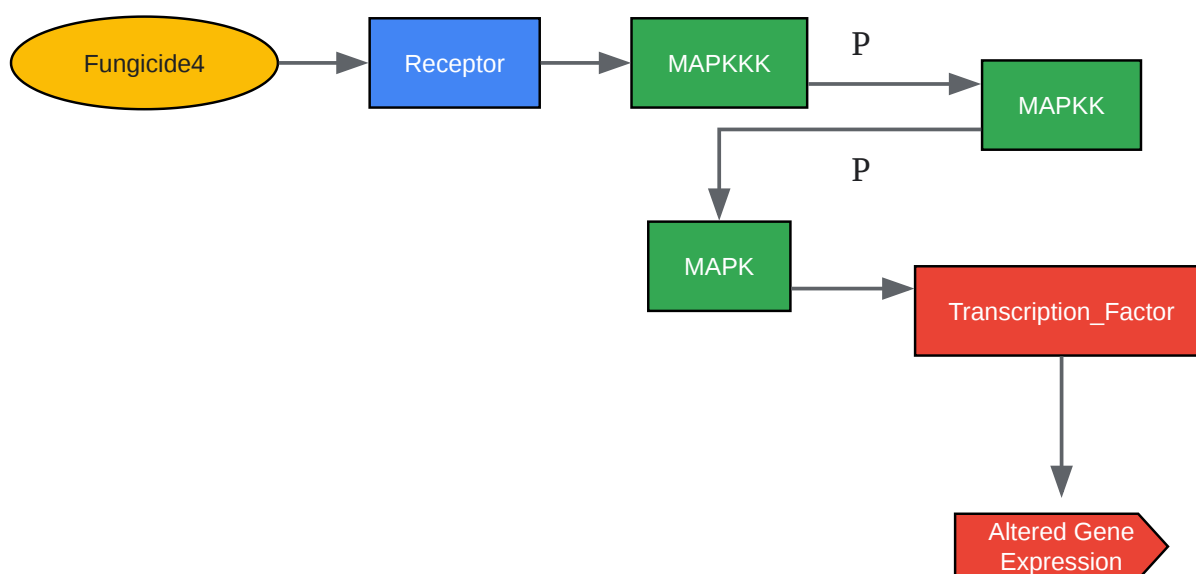 Fungicide4
Receptor
MAPKKK
P
MAPKK
P
MAPK
Transcription_Factor
Altered Gene
Expression